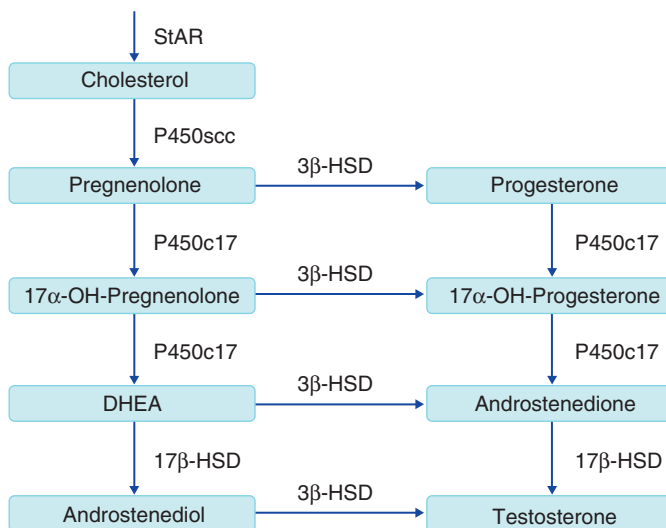 StAR
Cholesterol
P450scc
3β-HSD
Pregnenolone
Progesterone
P450c17
P450c17
3β-HSD
17α-OH-Pregnenolone
17α-OH-Progesterone
P450c17
P450c17
3β-HSD
DHEA
Androstenedione
17β-HSD
17β-HSD
3β-HSD
Androstenediol
Testosterone